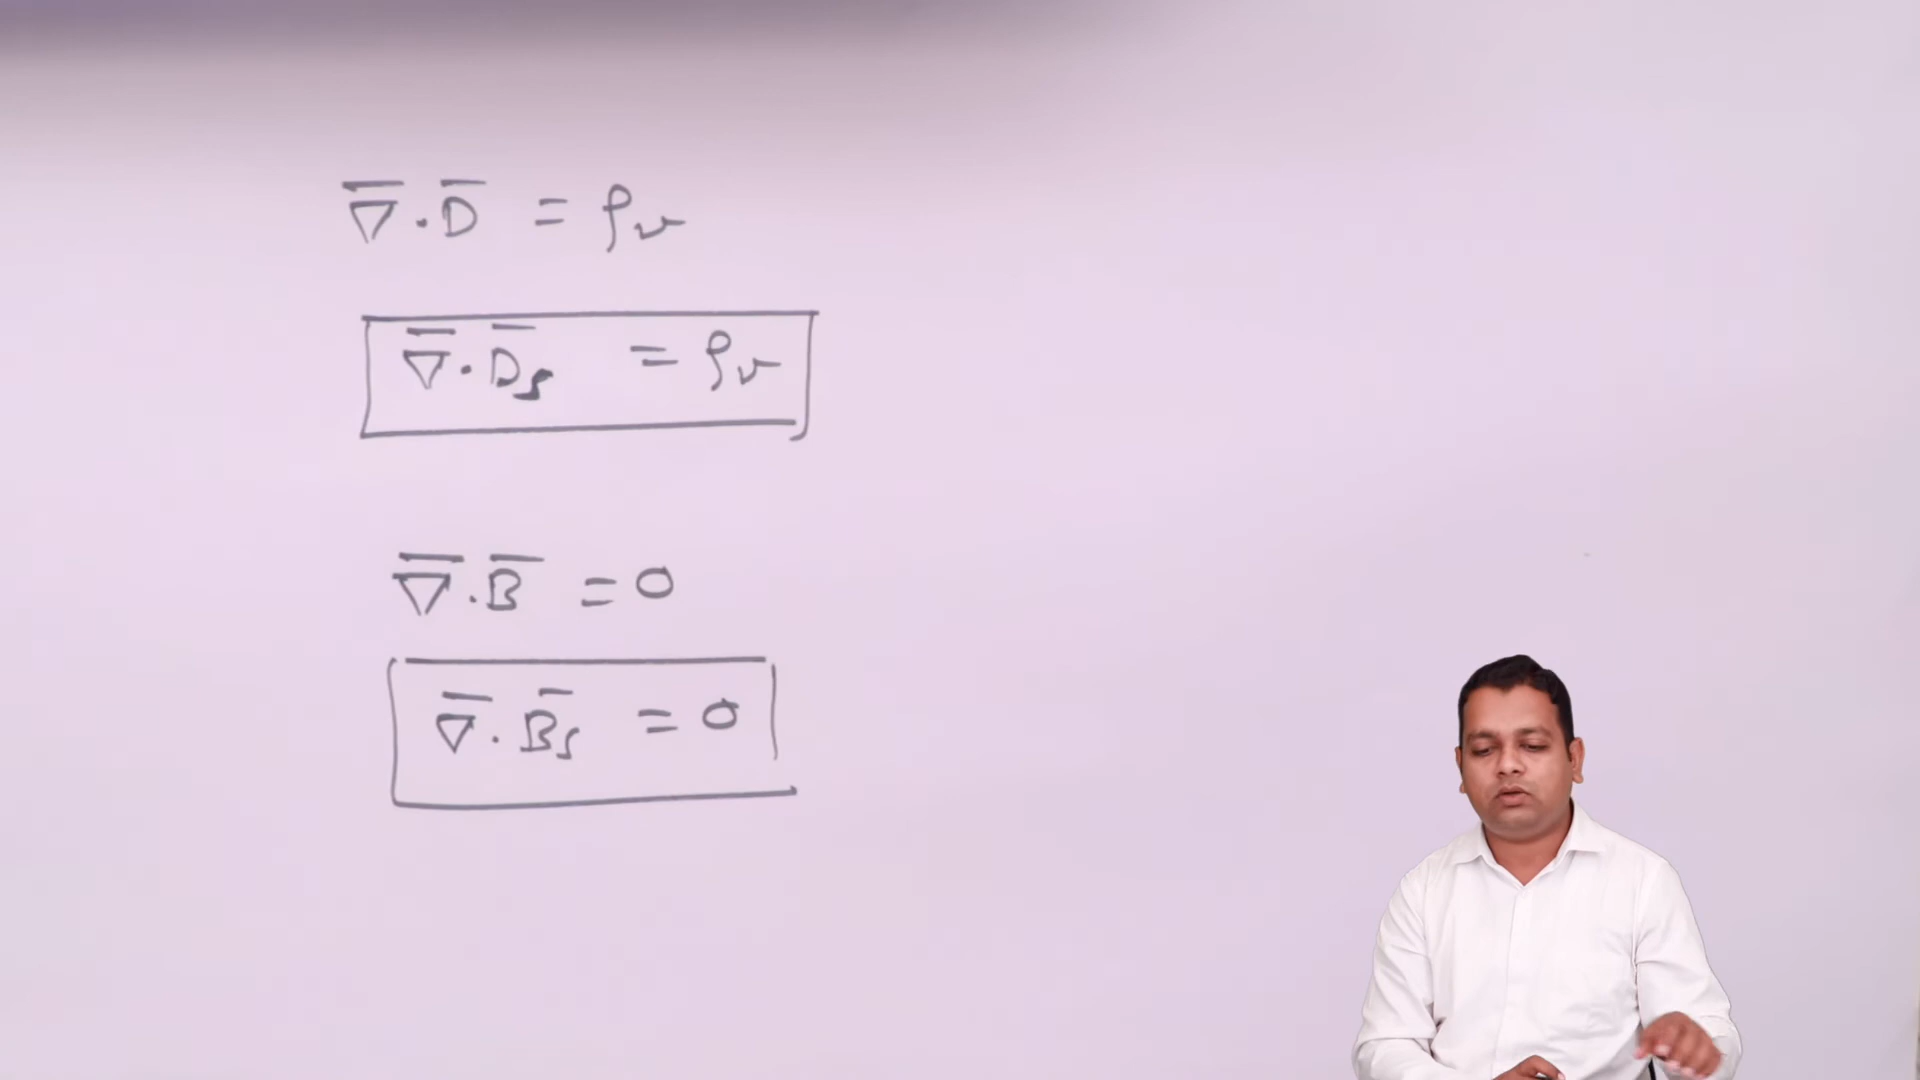 ∇̅ · D̅ = ρᵥ
∇̅ · D̅ₛ = ρᵥ
∇̅ · B̅ = 0
∇̅ · B̅ₛ = 0